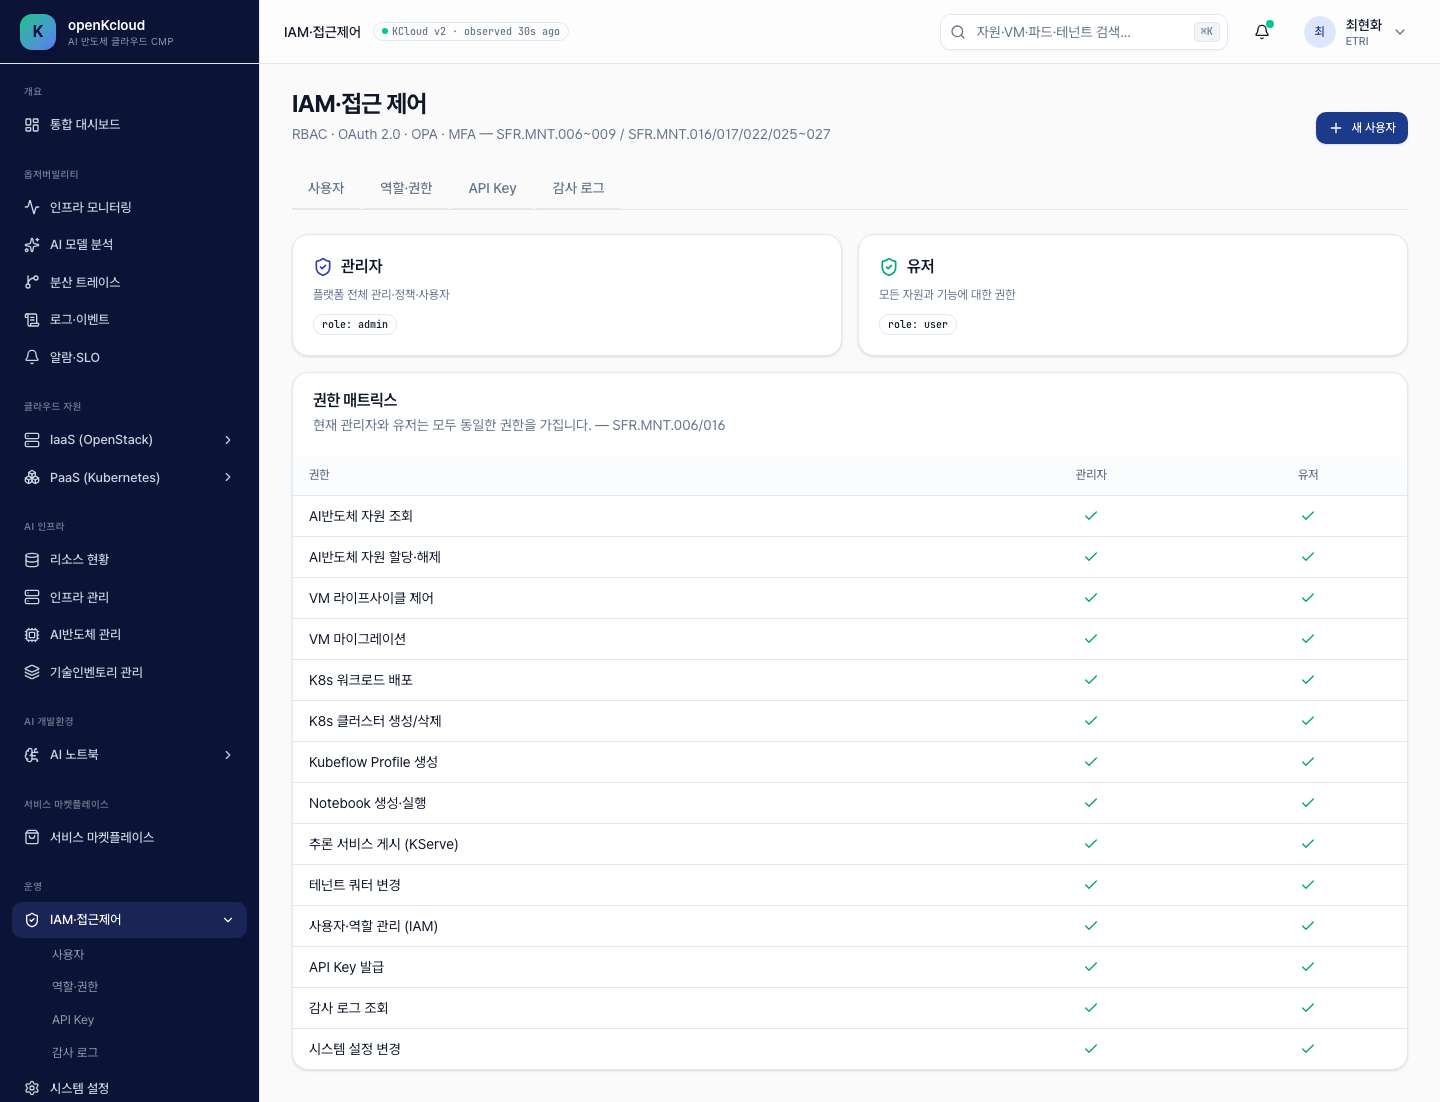 K
openKcloud
AI 반도체 클라우드 CMP
개요
통합 대시보드
옵저버빌리티
인프라 모니터링
AI 모델 분석
분산 트레이스
로그·이벤트
알람·SLO
클라우드 자원
IaaS (OpenStack)
PaaS (Kubernetes)
AI 인프라
리소스 현황
인프라 관리
AI반도체 관리
기술인벤토리 관리
AI 개발환경
AI 노트북
서비스 마켓플레이스
서비스 마켓플레이스
운영
IAM·접근제어
사용자
역할·권한
API Key
감사 로그
시스템 설정
IAM·접근제어
KCloud v2 · observed 30s ago
자원·VM·파드·테넌트 검색...
⌘K
최
최현화
ETRI
IAM·접근 제어
RBAC · OAuth 2.0 · OPA · MFA — SFR.MNT.006~009 / SFR.MNT.016/017/022/025~027
새 사용자
사용자
역할·권한
API Key
감사 로그
관리자
플랫폼 전체 관리·정책·사용자
role: admin
유저
모든 자원과 기능에 대한 권한
role: user
권한 매트릭스
현재 관리자와 유저는 모두 동일한 권한을 가집니다. — SFR.MNT.006/016
권한 관리자 유저
AI반도체 자원 조회
AI반도체 자원 할당·해제
VM 라이프사이클 제어
VM 마이그레이션
K8s 워크로드 배포
K8s 클러스터 생성/삭제
Kubeflow Profile 생성
Notebook 생성·실행
추론 서비스 게시 (KServe)
테넌트 쿼터 변경
사용자·역할 관리 (IAM)
API Key 발급
감사 로그 조회
시스템 설정 변경